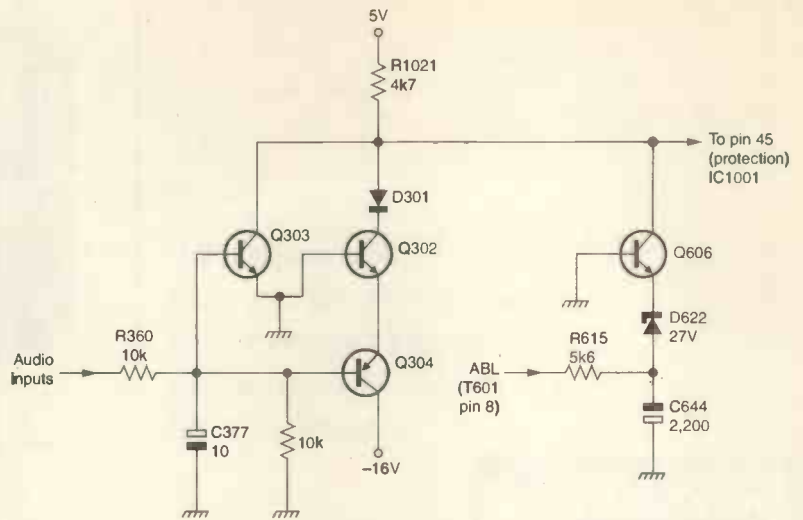 5V
R1021
4k7
To pin 45
(protection)
IC1001
D301
Q303
Q302
Q606
R360
10k
Audio
inputs
Q304
D622
27V
R615
5k6
ABL
(T601
pin 8)
C377
10
10k
C644
2,200
–16V